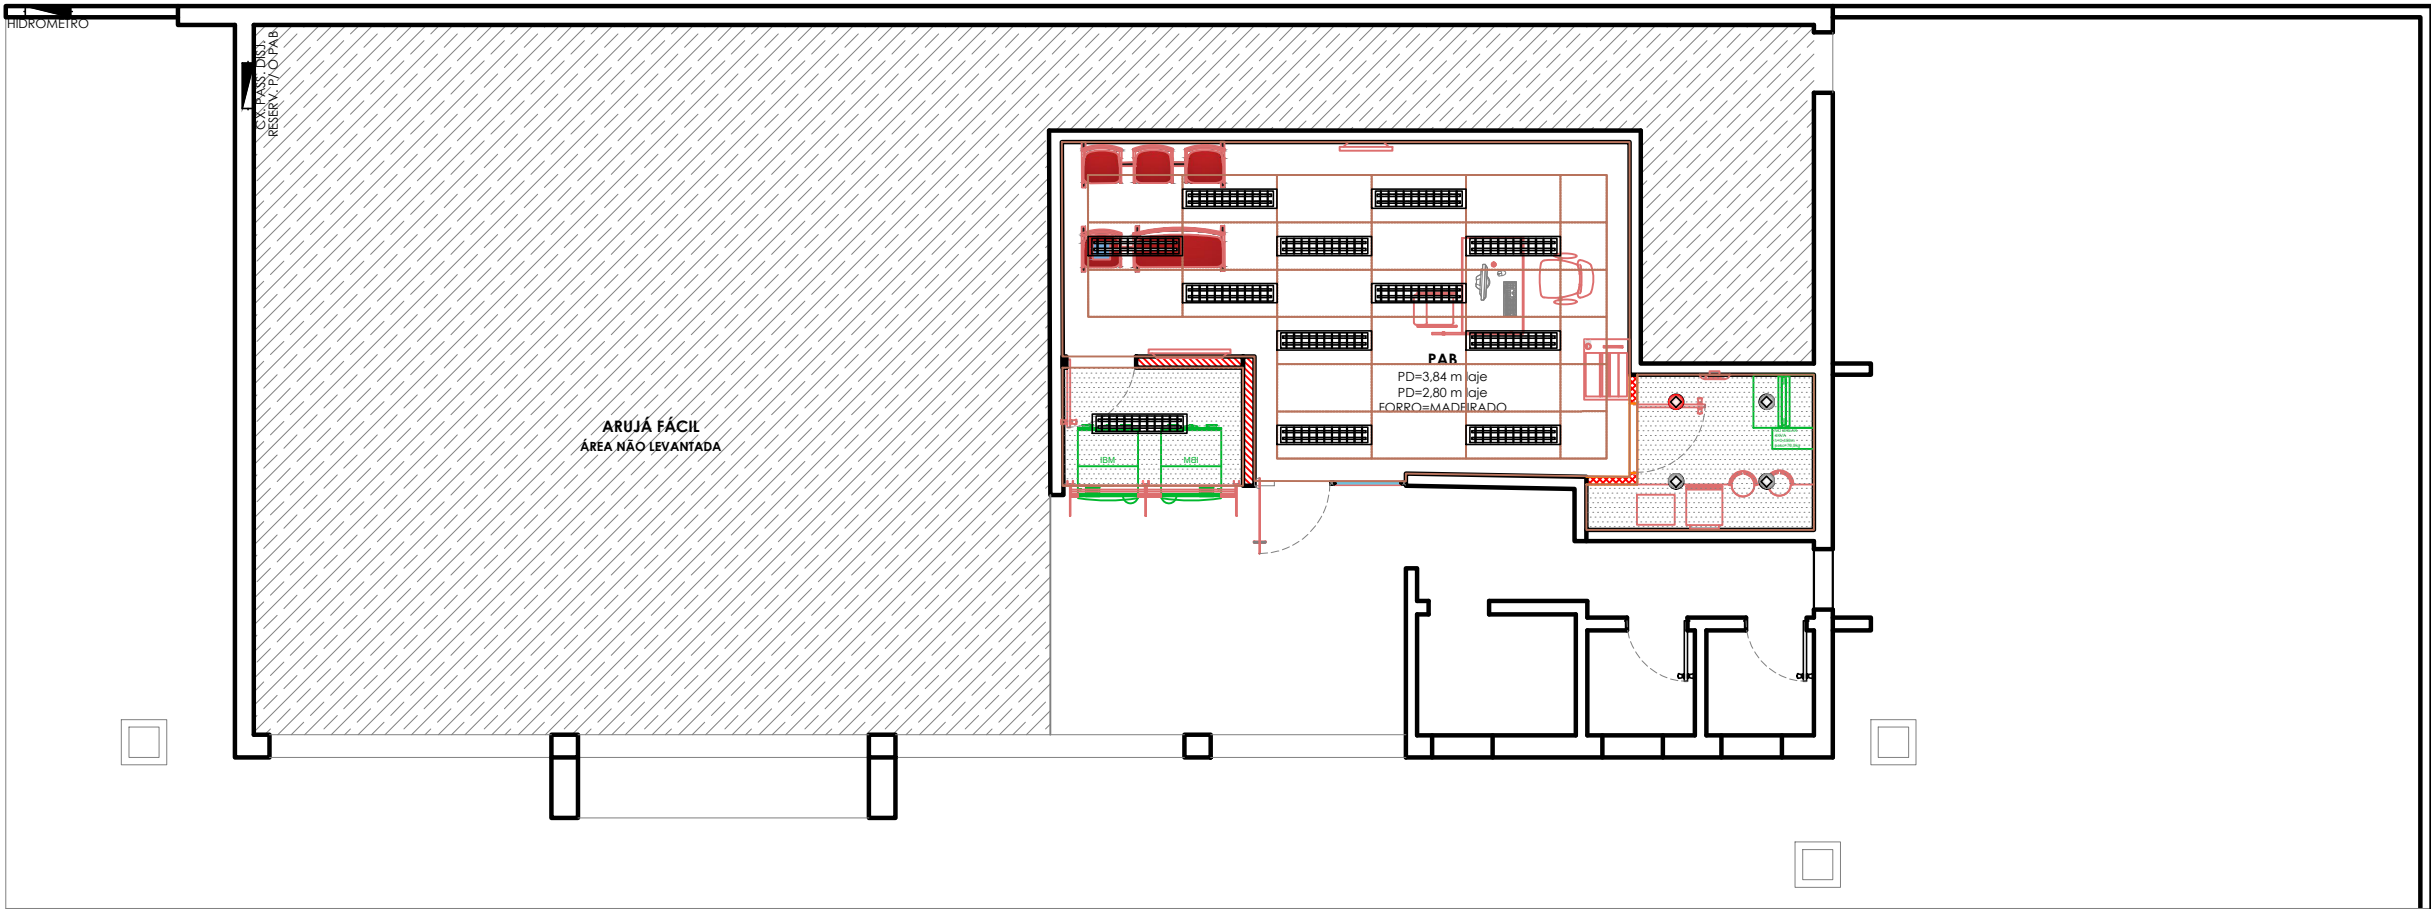 HIDRÔMETRO
CX. PASS. DISJ.
RESERV. P/ O PAB
PAB
PD=3,84 m laje
PD=2,80 m laje
FORRO=MADEIRADO
ARUJÁ FÁCIL
ÁREA NÃO LEVANTADA
IBM
MBI